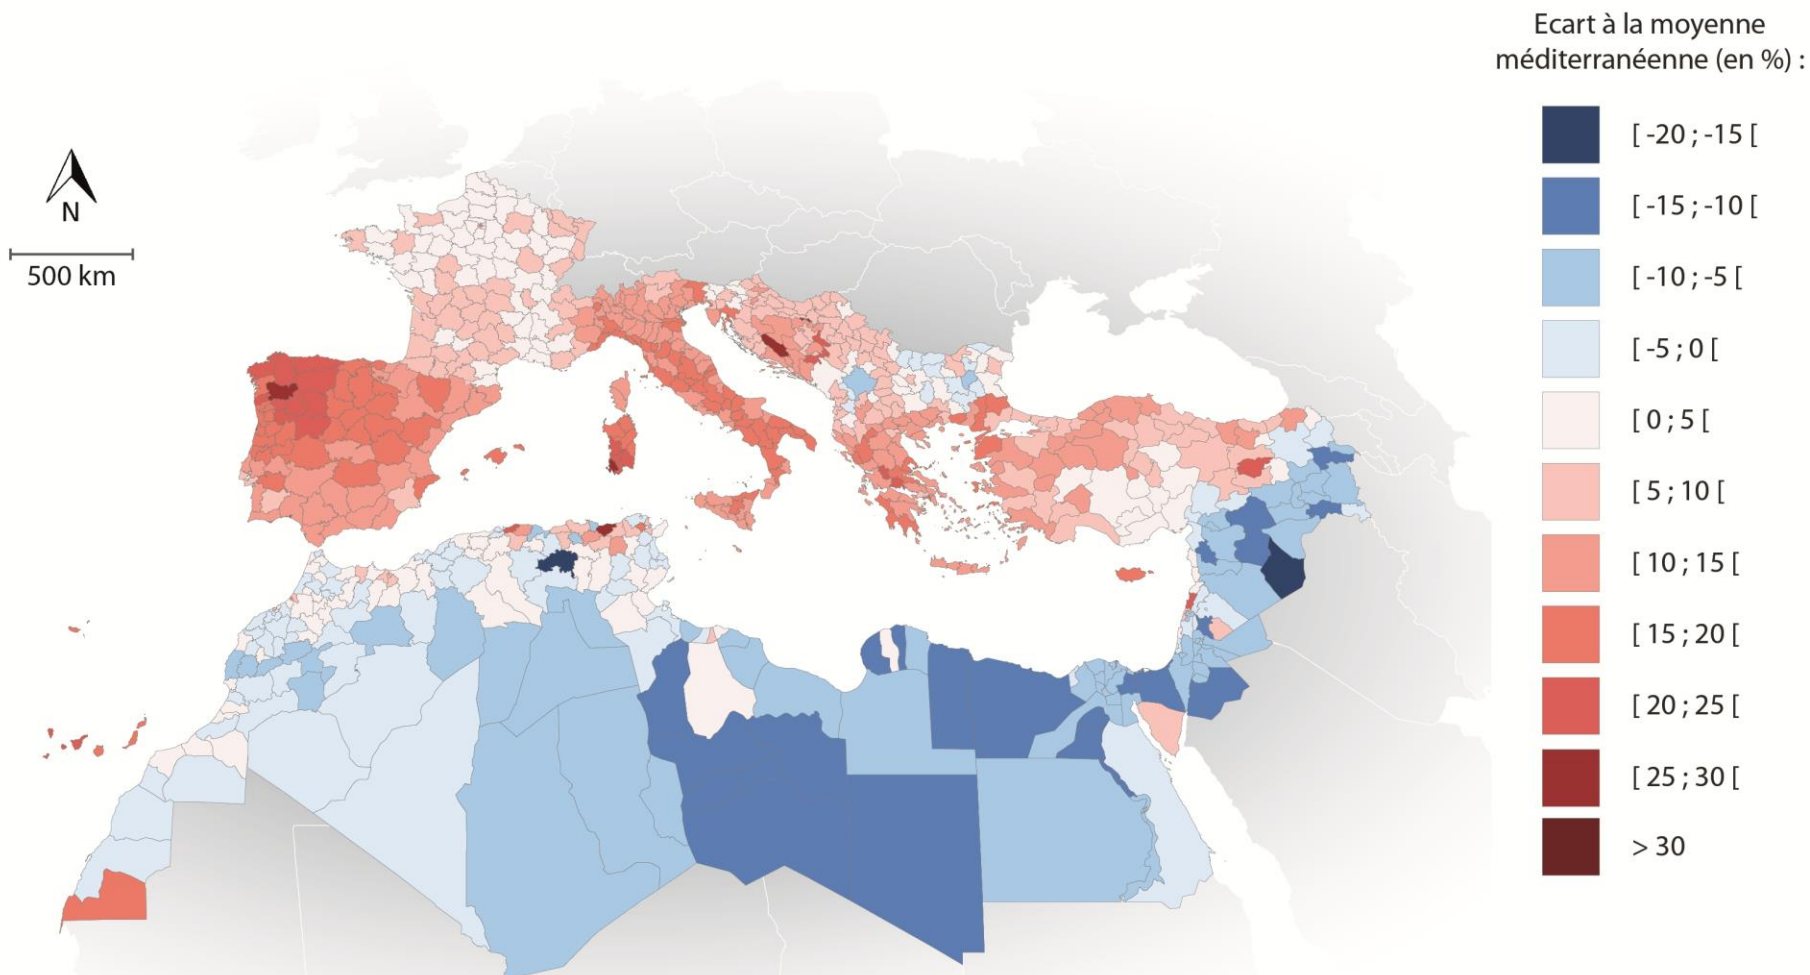 Ecart à la moyenne
méditerranéenne (en %) :
[ -20 ; -15 [
[ -15 ; -10 [
[ -10 ; -5 [
[ -5 ; 0 [
[ 0 ; 5 [
[ 5 ; 10 [
[ 10 ; 15 [
[ 15 ; 20 [
[ 20 ; 25 [
[ 25 ; 30 [
> 30
N
500 km